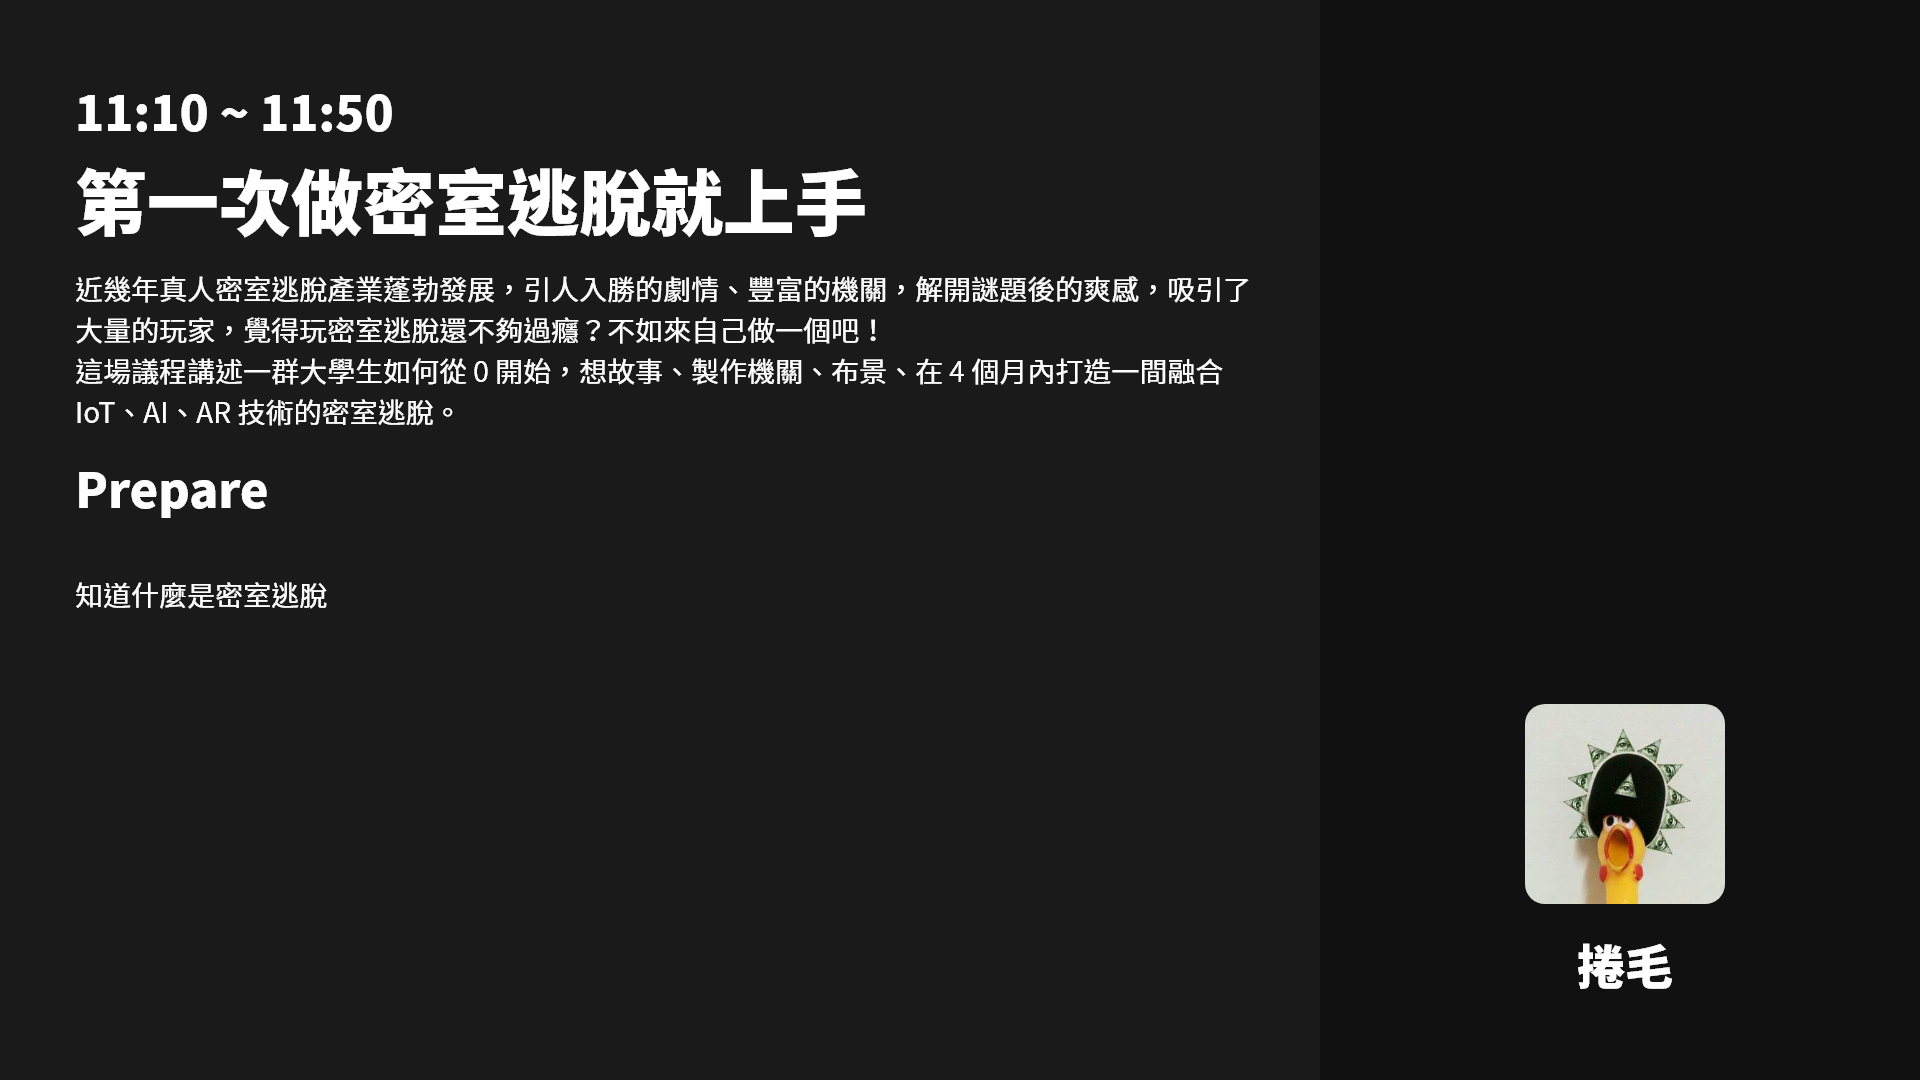 11:10 ~ 11:50
第一次做密室逃脫就上手
近幾年真人密室逃脫產業蓬勃發展，引人入勝的劇情、豐富的機關，解開謎題後的爽感，吸引了
大量的玩家，覺得玩密室逃脫還不夠過癮？不如來自己做一個吧！
這場議程講述一群大學生如何從 0 開始，想故事、製作機關、布景、在 4 個月內打造一間融合
IoT、AI、AR 技術的密室逃脫。
Prepare
知道什麼是密室逃脫
捲毛